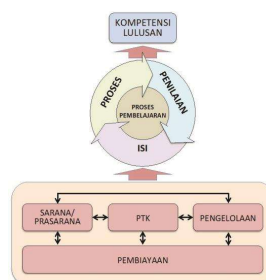 KOMPETENSI
LULUSAN
PROSES
PENILAIAN
PROSES
PEMBELAJARAN
ISI
SARANA/
PRASARANA
PTK
PENGELOLAAN
PEMBIAYAAN